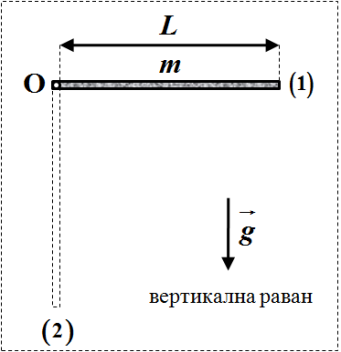 L
m
O (1)
g
вертикална раван
(2)